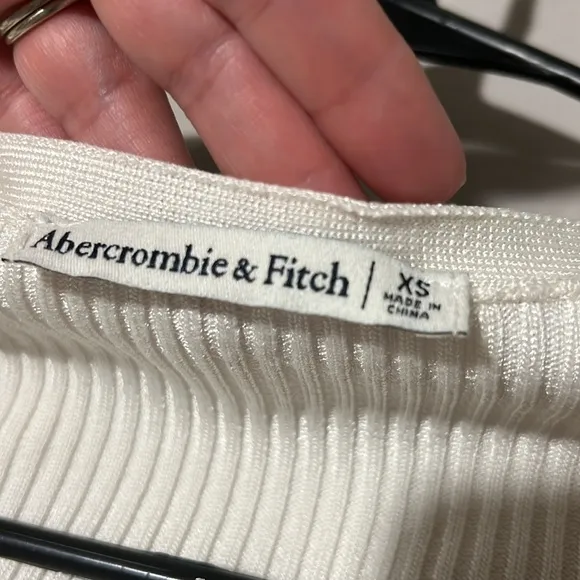 Abercrombie & Fitch | XS
MADE IN
CHINA